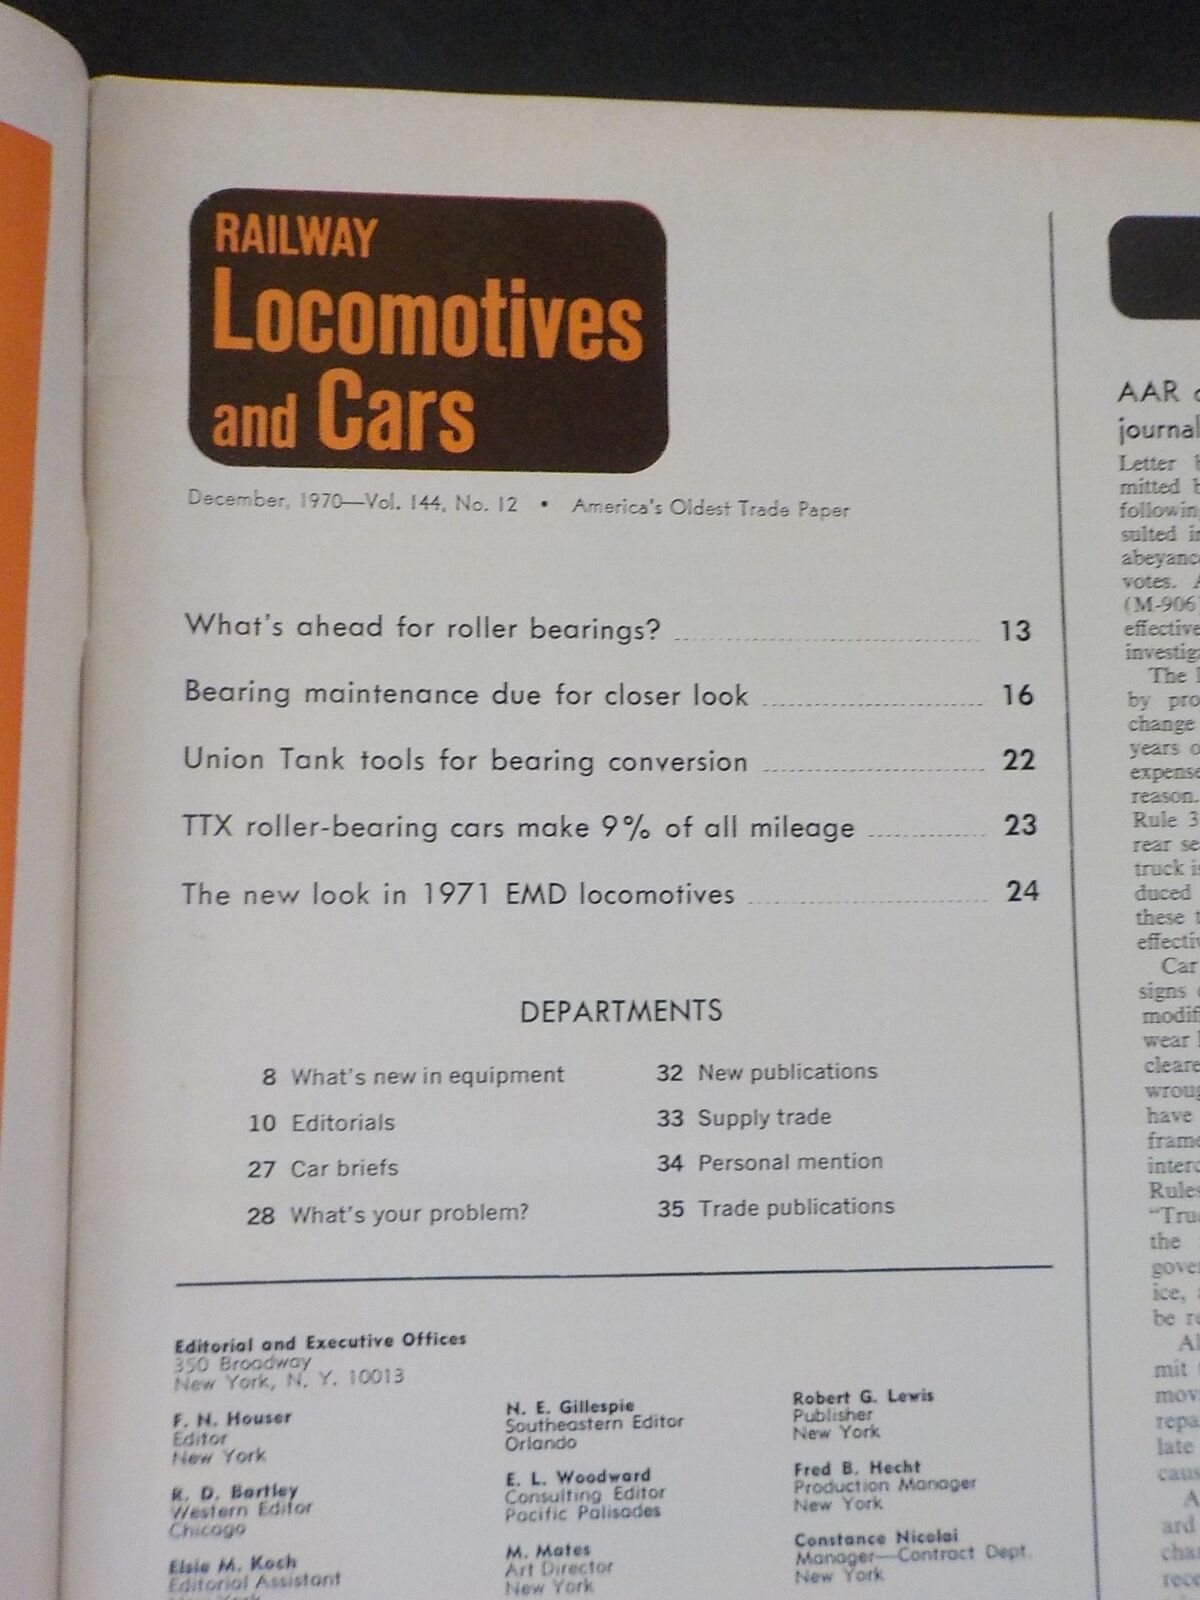 RAILWAY
Locomotives
and Cars
December, 1970—Vol. 144, No. 12 • America's Oldest Trade Paper
What's ahead for roller bearings? 13
Bearing maintenance due for closer look 16
Union Tank tools for bearing conversion 22
TTX roller-bearing cars make 9% of all mileage 23
The new look in 1971 EMD locomotives 24
DEPARTMENTS
8 What's new in equipment
10 Editorials
27 Car briefs
28 What's your problem?
32 New publications
33 Supply trade
34 Personal mention
35 Trade publications
Editorial and Executive Offices
350 Broadway
New York, N. Y. 10013
F. N. Houser
Editor
New York
R. D. Bartley
Western Editor
Chicago
Elsie M. Koch
Editorial Assistant
New York
N. E. Gillespie
Southeastern Editor
Orlando
E. L. Woodward
Consulting Editor
Pacific Palisades
M. Mates
Art Director
New York
Robert G. Lewis
Publisher
New York
Fred B. Hecht
Production Manager
New York
Constance Nicolai
Manager—Contract Dept.
New York
AAR
journal
Letter
mitted
following
sulted
abeyance
votes.
(M-906
effective
The
by
change
years
expense
reason.
Rule 3
rear
truck
duced
these
Car
signs
wear
have
Rules
the
ice,
be
mit
late